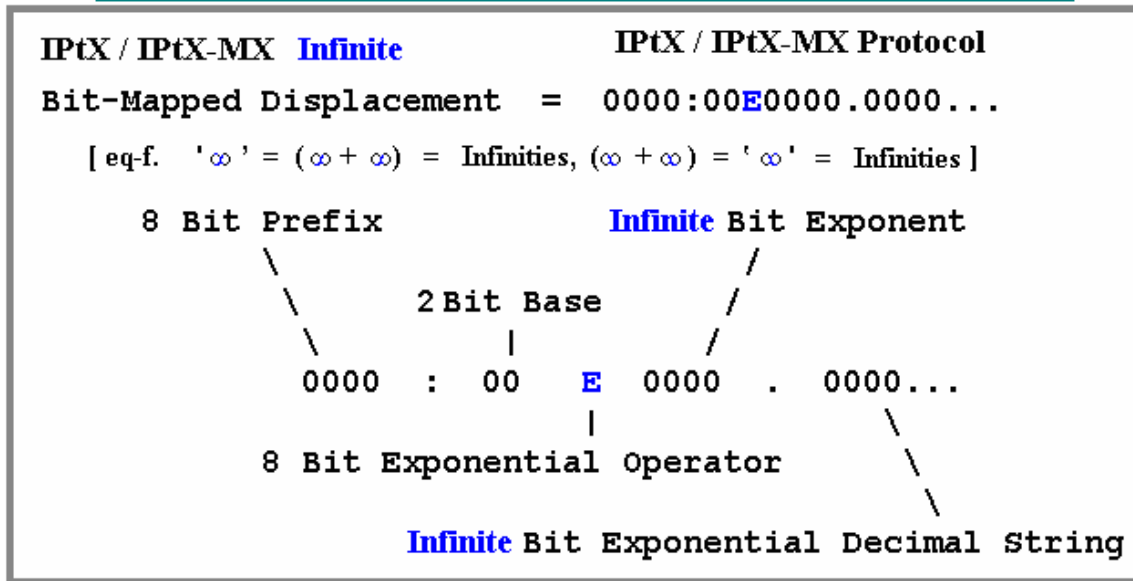 IPtX / IPtX-MX Infinite IPtX / IPtX-MX Protocol
Bit-Mapped Displacement = 0000:00E0000.0000...
[ eq-f. '∞' = (∞ + ∞) = Infinities, (∞ + ∞) = '∞' = Infinities ]
8 Bit Prefix Infinite Bit Exponent
2 Bit Base
0000 : 00 E 0000 . 0000...
8 Bit Exponential Operator
Infinite Bit Exponential Decimal String